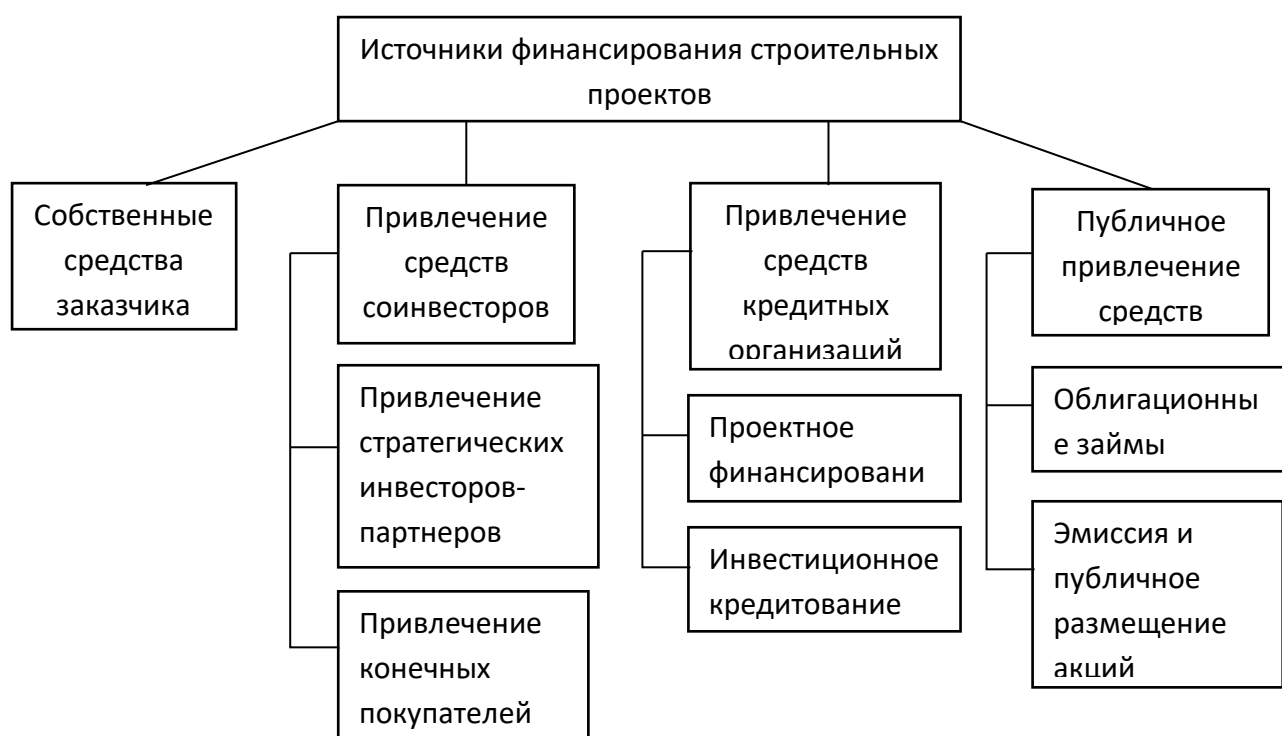 Источники финансирования строительных
проектов
Собственные
средства
заказчика
Привлечение
средств
соинвесторов
Привлечение
средств
кредитных
организаций
Публичное
привлечение
средств
Привлечение
стратегических
инвесторов-
партнеров
Проектное
финансировани
Облигационны
е займы
Инвестиционное
кредитование
Эмиссия и
публичное
размещение
акций
Привлечение
конечных
покупателей